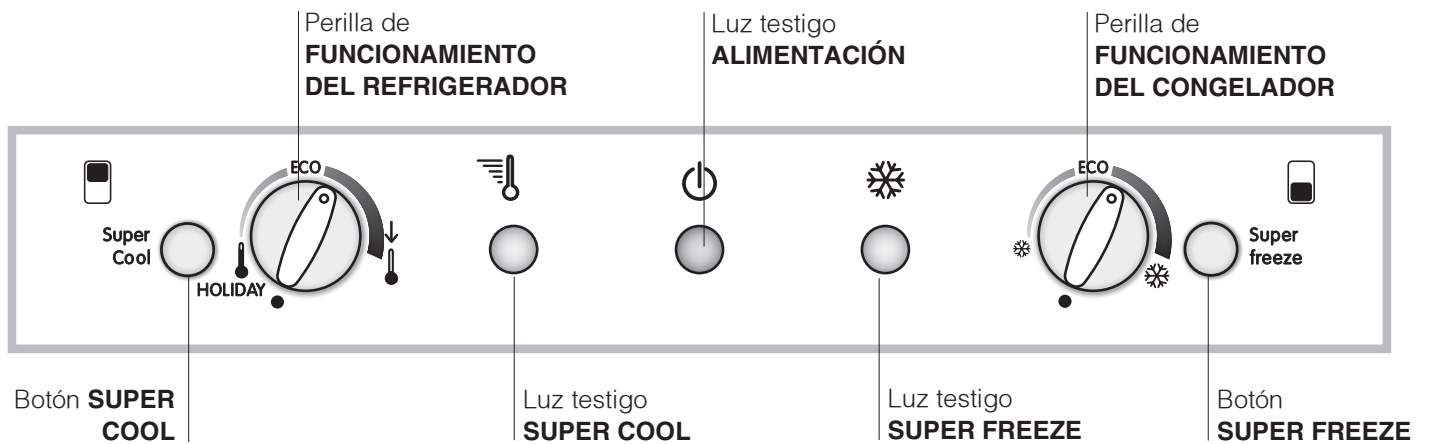 Perilla de
FUNCIONAMIENTO
DEL REFRIGERADOR
Luz testigo
ALIMENTACIÓN
Perilla de
FUNCIONAMIENTO
DEL CONGELADOR
ECO
Super
Cool
HOLIDAY
ECO
Super
freeze
Botón SUPER
COOL
Luz testigo
SUPER COOL
Luz testigo
SUPER FREEZE
Botón
SUPER FREEZE